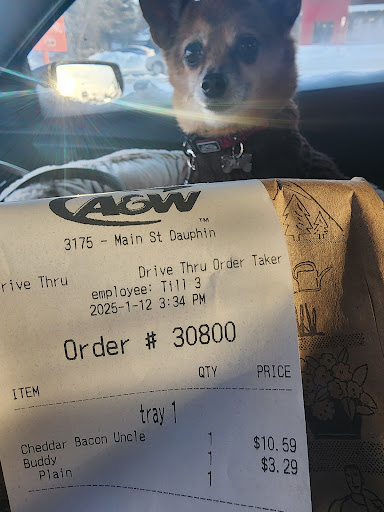 A&W TM
3175 - Main St Dauphin
rive Thru Drive Thru Order Taker
employee: Till 3
2025-1-12 3:34 PM
Order # 30800
ITEM QTY PRICE
tray 1
Cheddar Bacon Uncle 1 $10.59
Buddy 1 $3.29
Plain 1